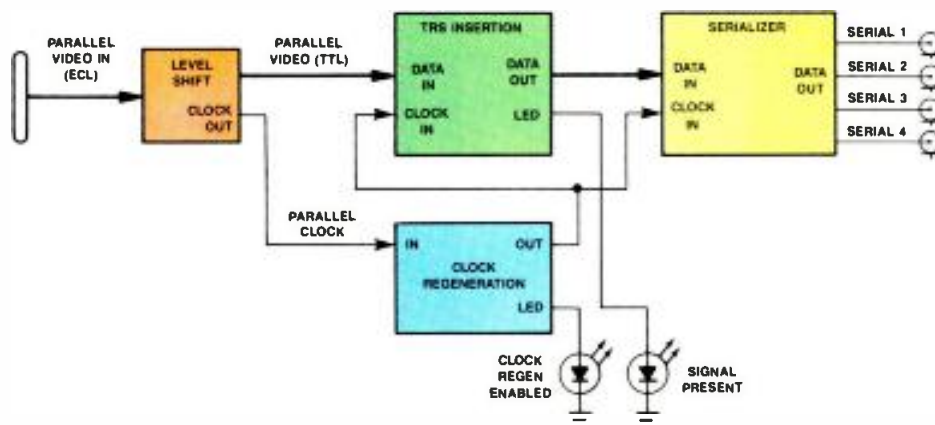 PARALLEL
VIDEO IN
(ECL)
LEVEL
SHIFT
CLOCK
OUT
PARALLEL
VIDEO (TTL)
TRS INSERTION
DATA
IN
DATA
OUT
CLOCK
IN
LED
SERIALIZER
DATA
IN
CLOCK
IN
DATA
OUT
SERIAL 1
SERIAL 2
SERIAL 3
SERIAL 4
PARALLEL
CLOCK
IN
OUT
CLOCK
REGENERATION
LED
CLOCK
REGEN
ENABLED
SIGNAL
PRESENT